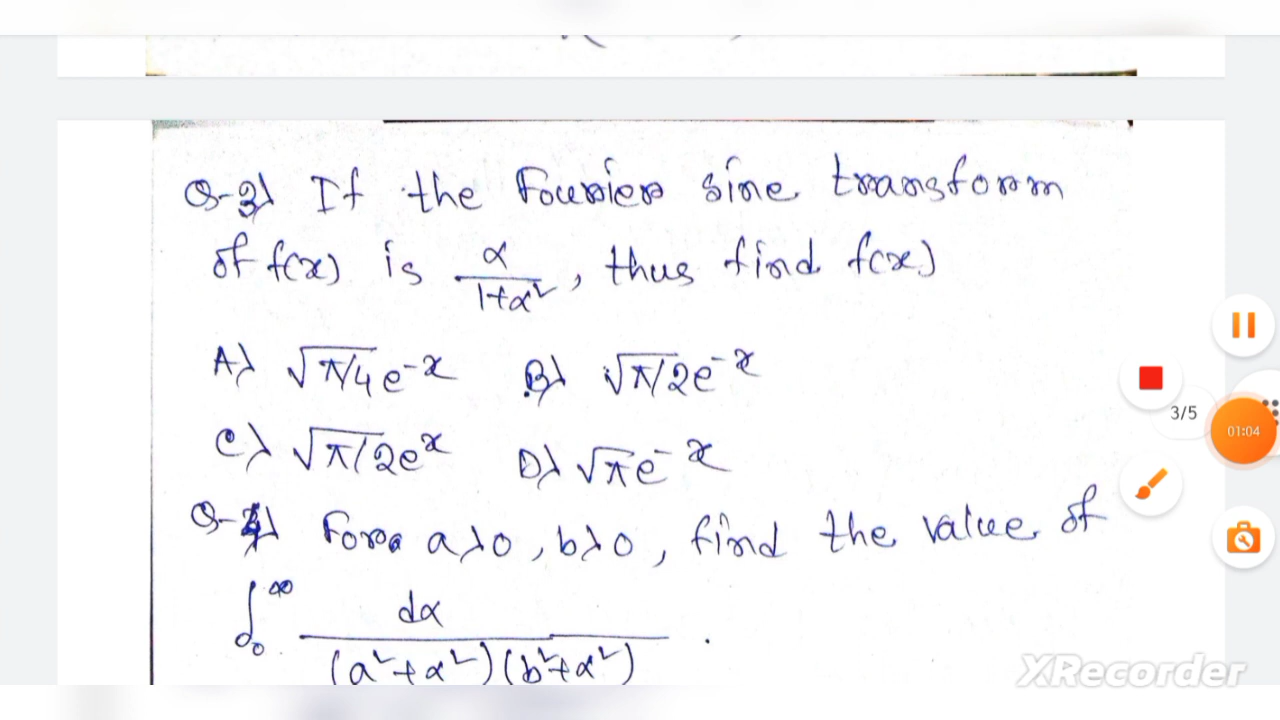 Q-3) If the Fourier sine transform
of f(x) is α/(1+α²), thus find f(x)
A) √π/4 e⁻ˣ B) √π/2 e⁻ˣ
C) √π/2 eˣ D) √π e⁻ˣ
Q-4) For a>0, b>0, find the value of
∫₀^∞ dα/((a²+α²)(b²+α²)).
3/5
01:04
XRecorder